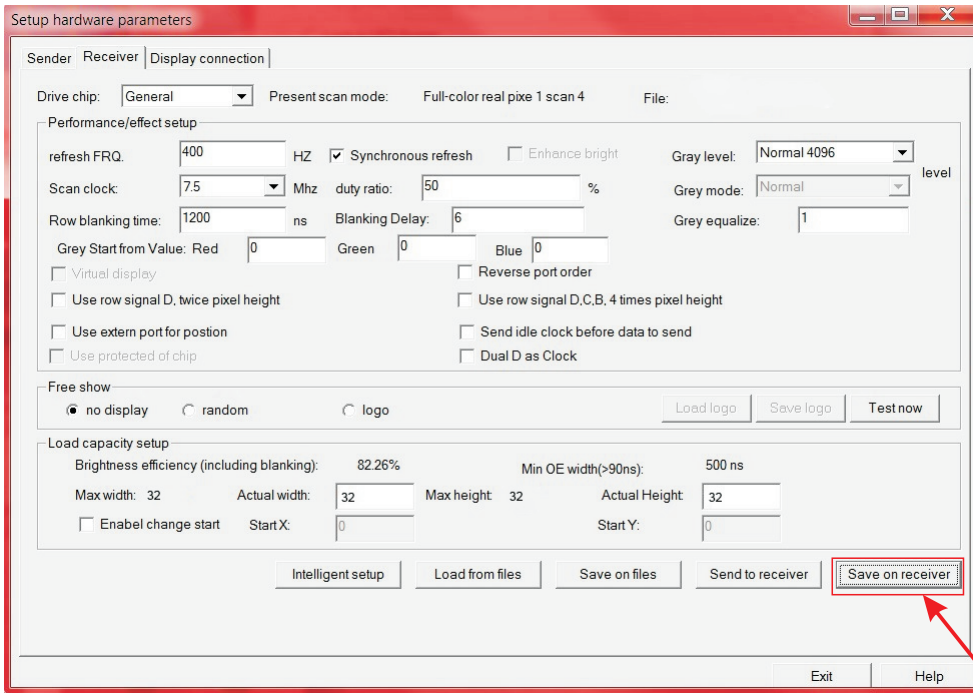 Setup hardware parameters
Sender Receiver Display connection
Drive chip: General Present scan mode: Full-color real pixe 1 scan 4 File:
Performance/effect setup
refresh FRQ. 400 HZ Synchronous refresh Enhance bright Gray level: Normal 4096 level
Scan clock: 7.5 Mhz duty ratio: 50 % Grey mode: Normal
Row blanking time: 1200 ns Blanking Delay: 6 Grey equalize: 1
Grey Start from Value: Red 0 Green 0 Blue 0
Virtual display Reverse port order
Use row signal D, twice pixel height Use row signal D,C,B, 4 times pixel height
Use extern port for postion Send idle clock before data to send
Use protected of chip Dual D as Clock
Free show
no display random logo Load logo Save logo Test now
Load capacity setup
Brightness efficiency (including blanking): 82.26% Min OE width(>90ns): 500 ns
Max width: 32 Actual width: 32 Max height: 32 Actual Height: 32
Enabel change start Start X: 0 Start Y: 0
Intelligent setup Load from files Save on files Send to receiver Save on receiver
Exit Help